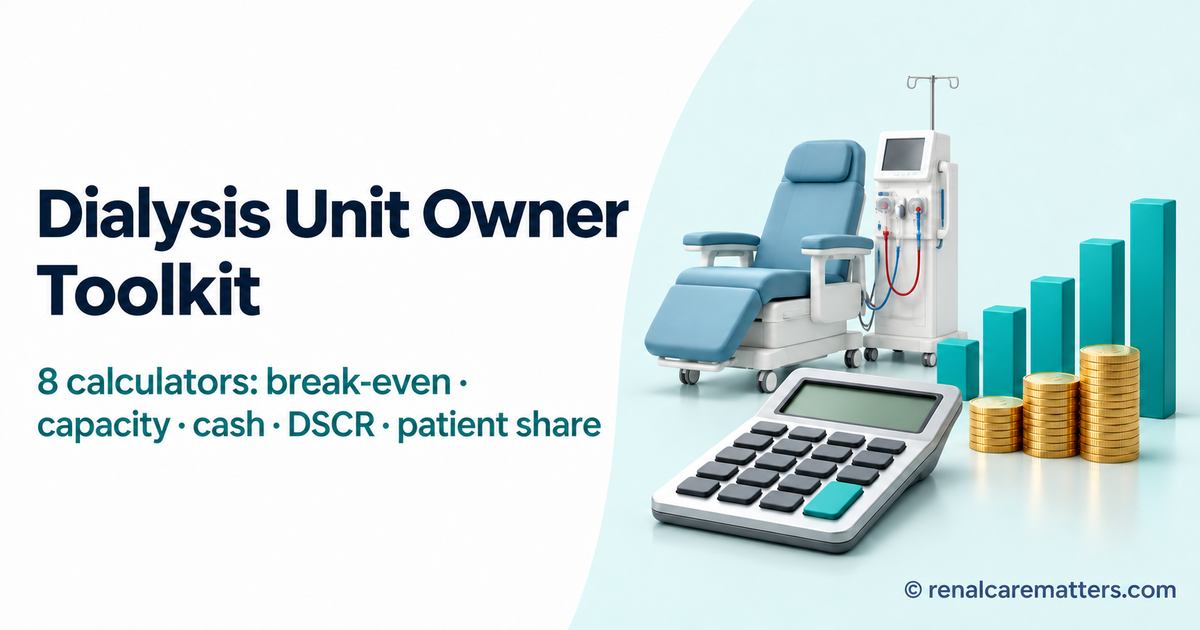 Dialysis Unit Owner
Toolkit
8 calculators: break-even ·
capacity · cash · DSCR · patient share
© renalcarematters.com